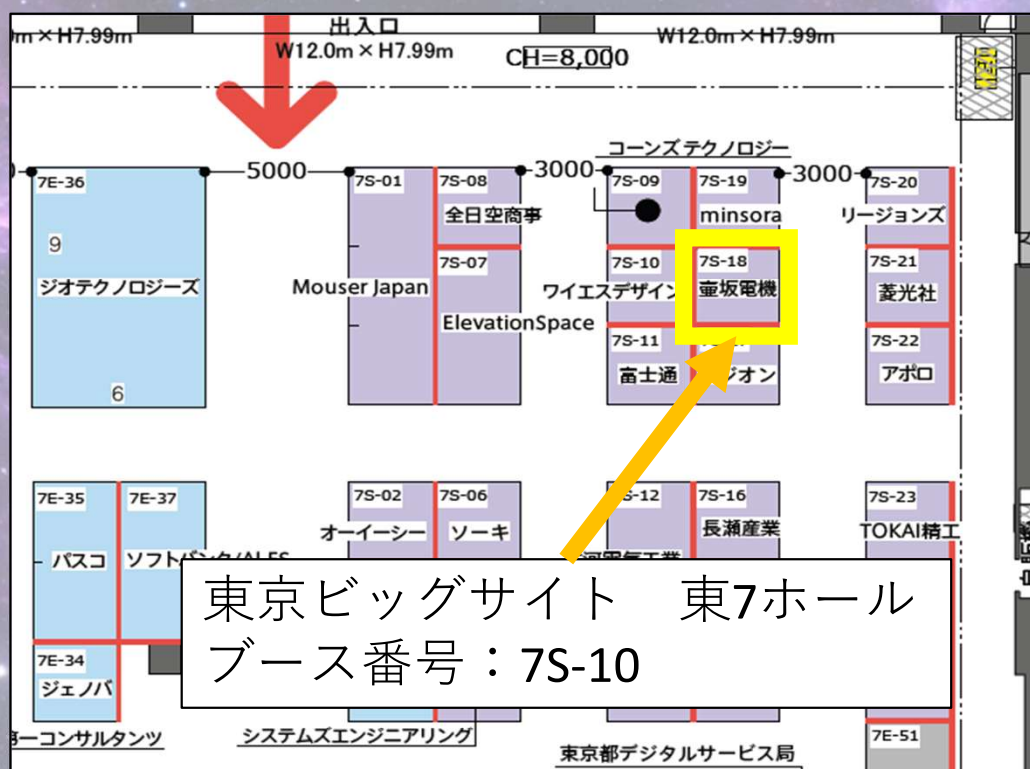 m×H7.99m
出入口
W12.0m×H7.99m
CH=8,000
W12.0m×H7.99m
コーンズテクノロジー
5000
3000
3000
7E-36
9
ジオテクノロジーズ
6
7S-01
Mouser Japan
7S-08
全日空商事
7S-07
ElevationSpace
7S-09
7S-19
minsora
7S-10
ワイエスデザイン
7S-18
壷坂電機
7S-11
富士通
ジオン
7S-20
リージョンズ
7S-21
菱光社
7S-22
アポロ
7E-35
パスコ
7E-37
ソフトバンク/ALES
7S-02
オーイーシー
7S-06
ソーキ
S-12
7S-16
長瀬産業
7S-23
TOKAI精工
東京ビッグサイト 東7ホール
ブース番号：7S-10
7E-34
ジェノバ
第一コンサルタンツ
システムズエンジニアリング
東京都デジタルサービス局
7E-51